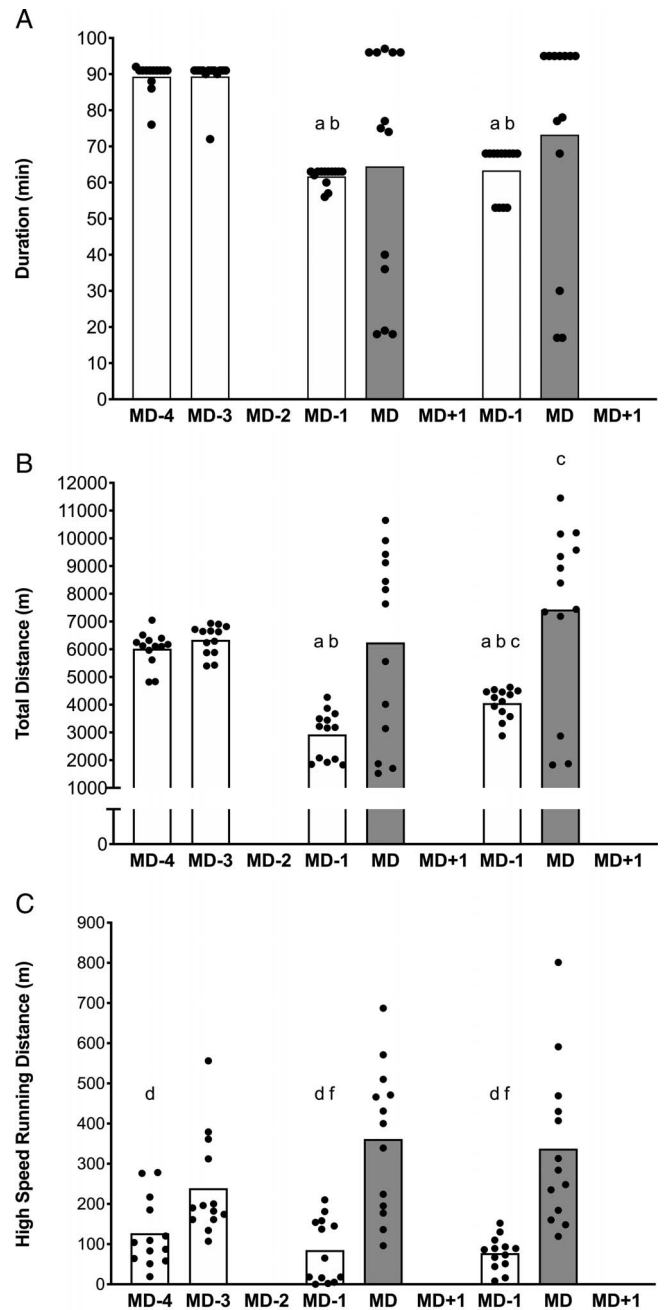 A
Duration (min)
100
90
80
70
60
50
40
30
20
10
0
a b
a b
MD-4 MD-3 MD-2 MD-1 MD MD+1 MD-1 MD MD+1
B
Total Distance (m)
12000
11000
10000
9000
8000
7000
6000
5000
4000
3000
2000
1000
0
c
a b
a b c
MD-4 MD-3 MD-2 MD-1 MD MD+1 MD-1 MD MD+1
C
High Speed Running Distance (m)
900
800
700
600
500
400
300
200
100
0
d
d f
d f
MD-4 MD-3 MD-2 MD-1 MD MD+1 MD-1 MD MD+1